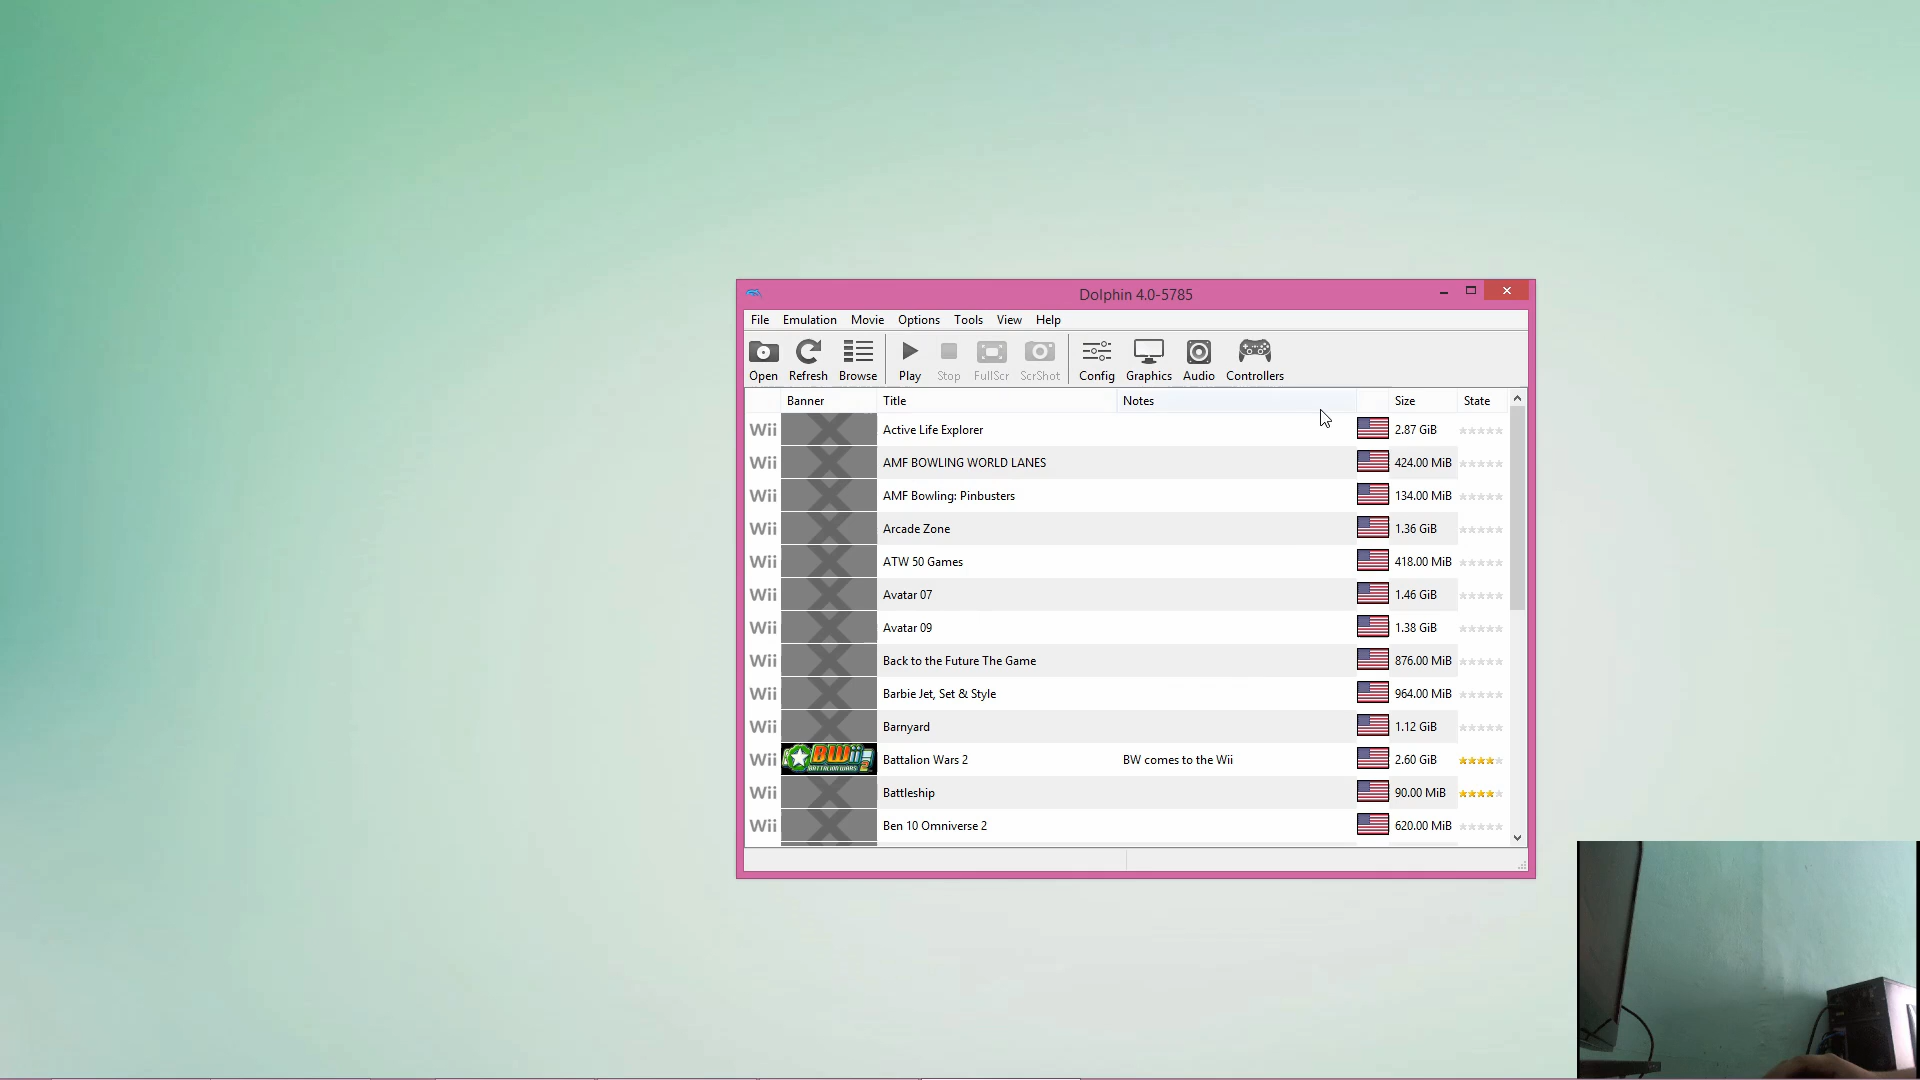 Dolphin 4.0-5785
File Emulation Movie Options Tools View Help
Open Refresh Browse Play Stop FullScr ScrShot Config Graphics Audio Controllers
Banner Title Notes Size State
Wii Active Life Explorer 2.87 GiB
Wii AMF BOWLING WORLD LANES 424.00 MiB
Wii AMF Bowling: Pinbusters 134.00 MiB
Wii Arcade Zone 1.36 GiB
Wii ATW 50 Games 418.00 MiB
Wii Avatar 07 1.46 GiB
Wii Avatar 09 1.38 GiB
Wii Back to the Future The Game 876.00 MiB
Wii Barbie Jet, Set & Style 964.00 MiB
Wii Barnyard 1.12 GiB
Wii BWii BATTALION WARS 2 Battalion Wars 2 BW comes to the Wii 2.60 GiB
Wii Battleship 90.00 MiB
Wii Ben 10 Omniverse 2 620.00 MiB